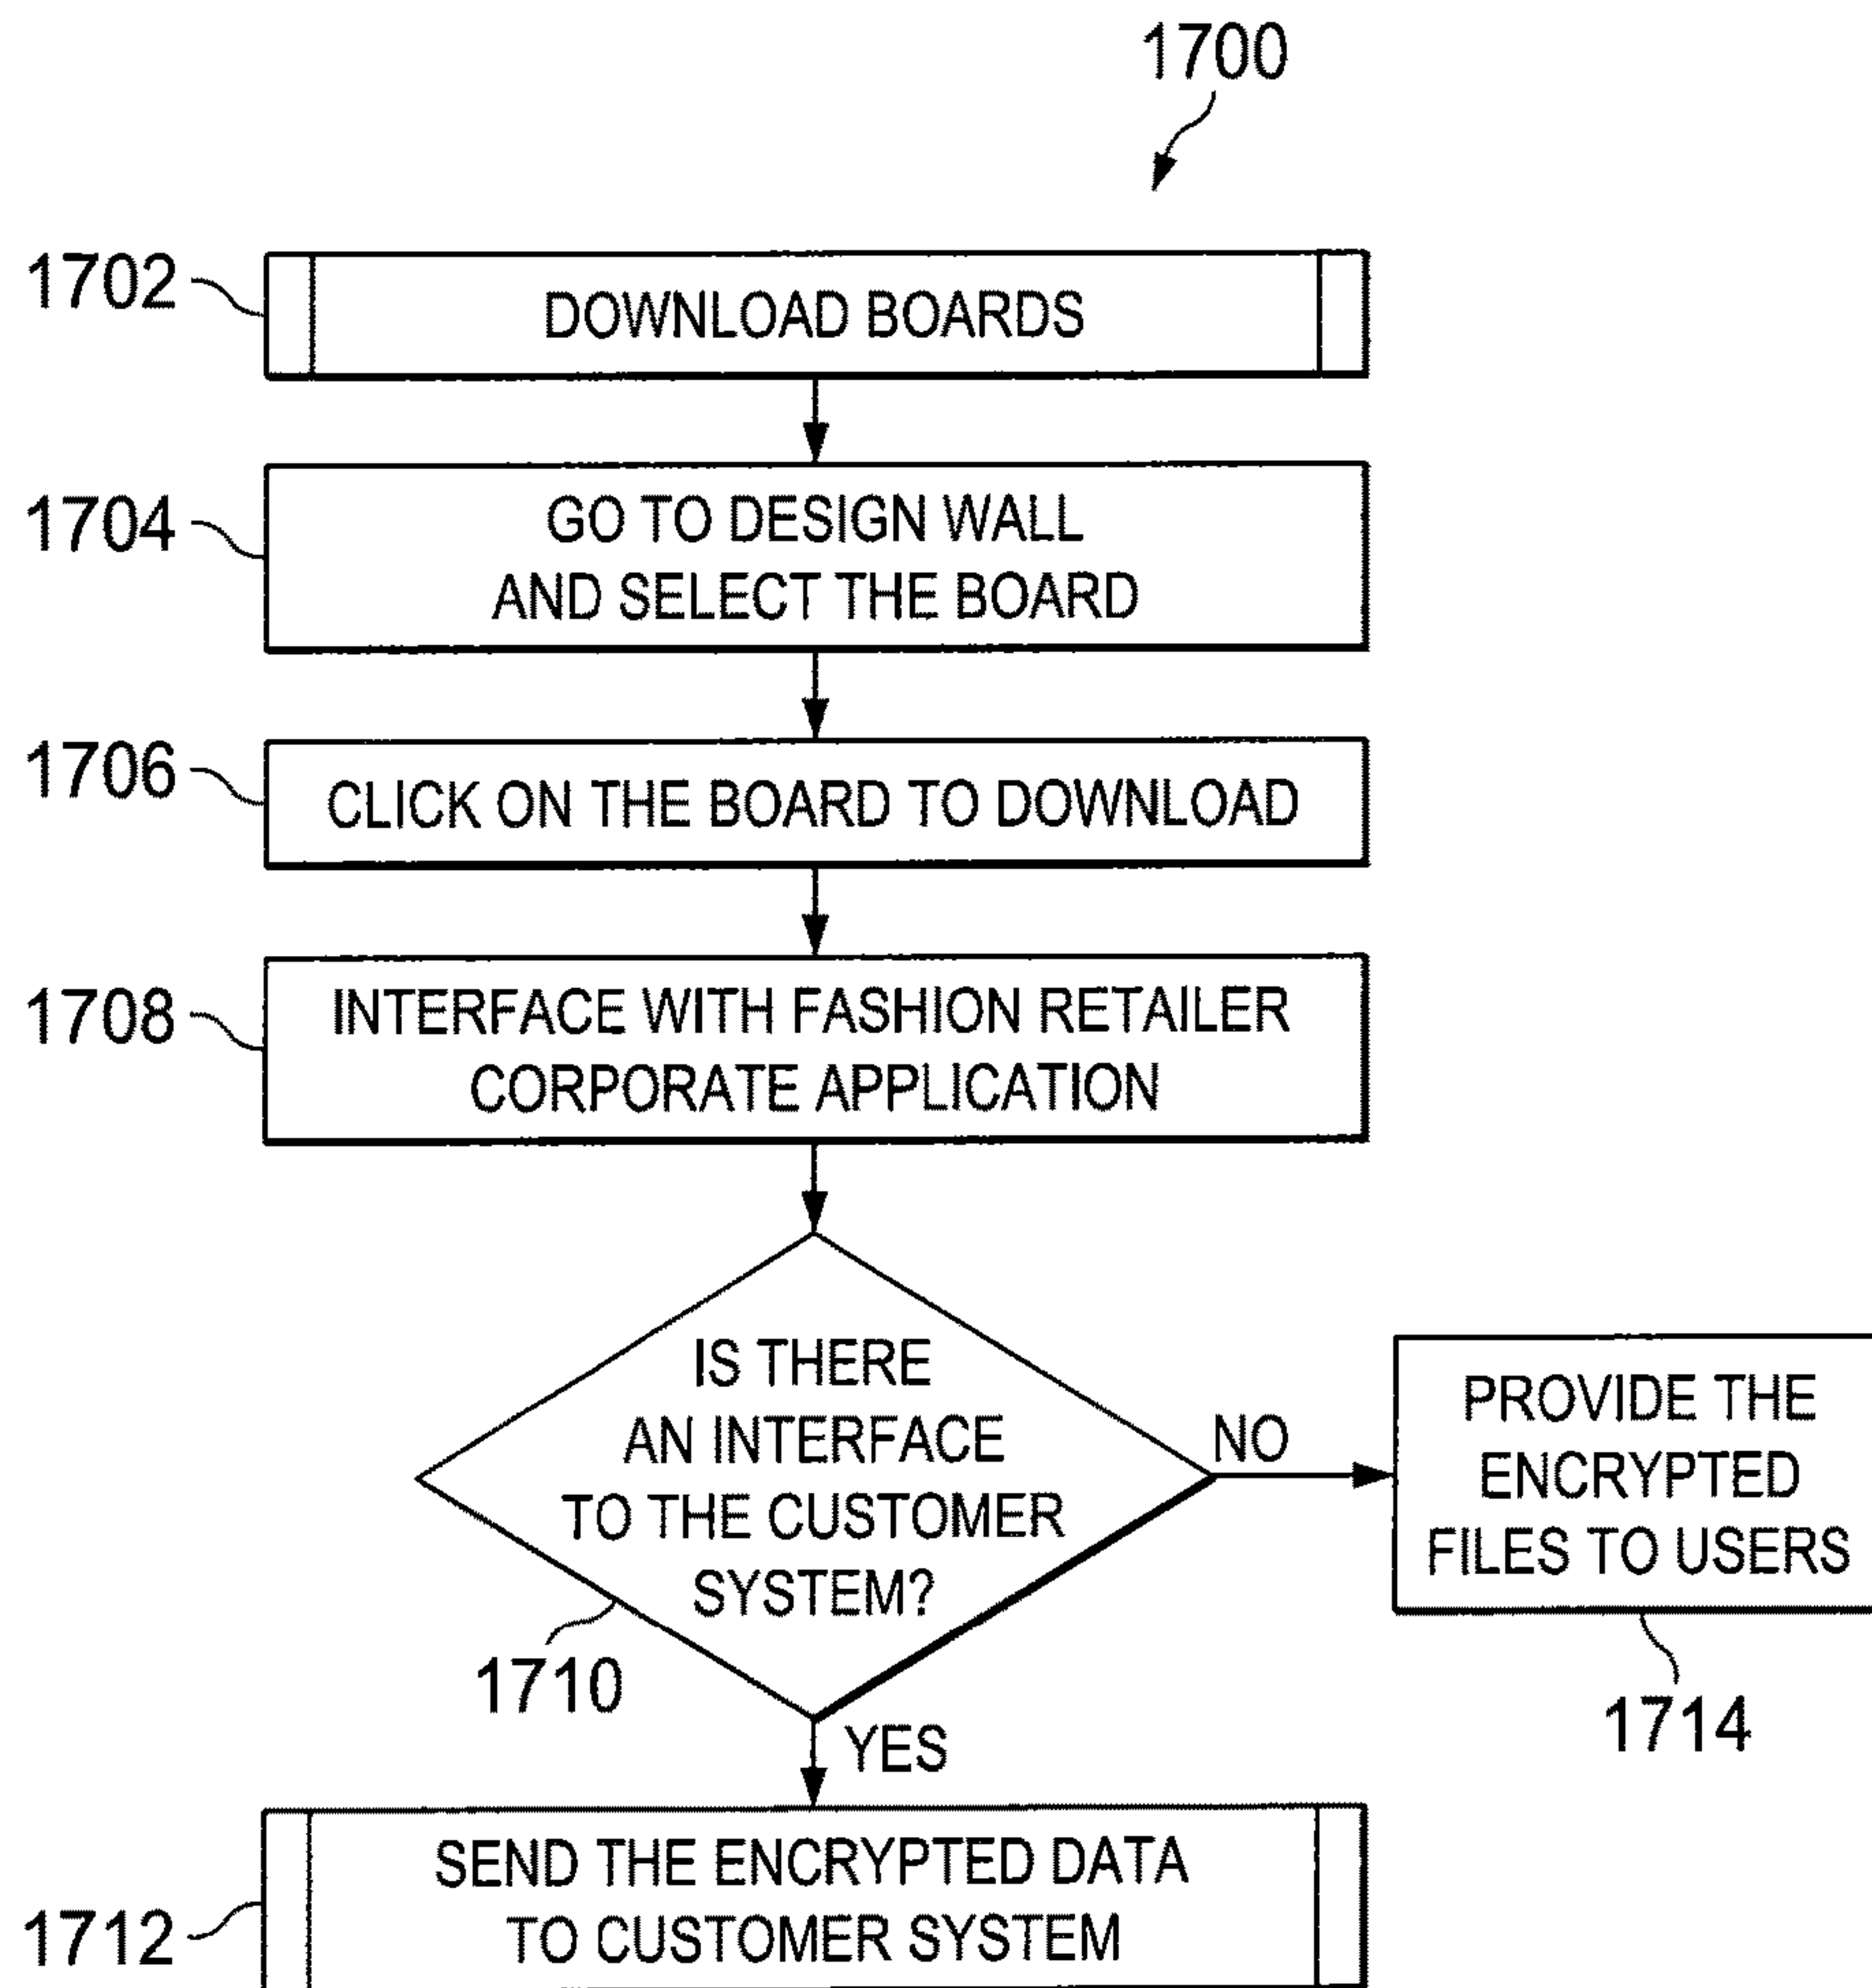 1700
1702
DOWNLOAD BOARDS
1704
GO TO DESIGN WALL
AND SELECT THE BOARD
1706
CLICK ON THE BOARD TO DOWNLOAD
1708
INTERFACE WITH FASHION RETAILER
CORPORATE APPLICATION
IS THERE
AN INTERFACE
TO THE CUSTOMER
SYSTEM?
1710
NO
PROVIDE THE
ENCRYPTED
FILES TO USERS
1714
YES
1712
SEND THE ENCRYPTED DATA
TO CUSTOMER SYSTEM